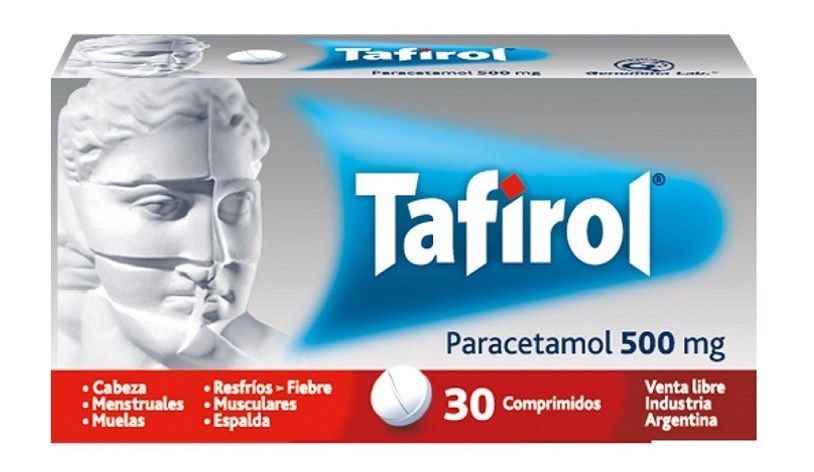 Tafirol®
Paracetamol 500 mg
Tafirol®
Paracetamol 500 mg
• Cabeza
• Menstruales
• Muelas
• Resfríos - Fiebre
• Musculares
• Espalda
30 Comprimidos
Venta libre
Industria
Argentina